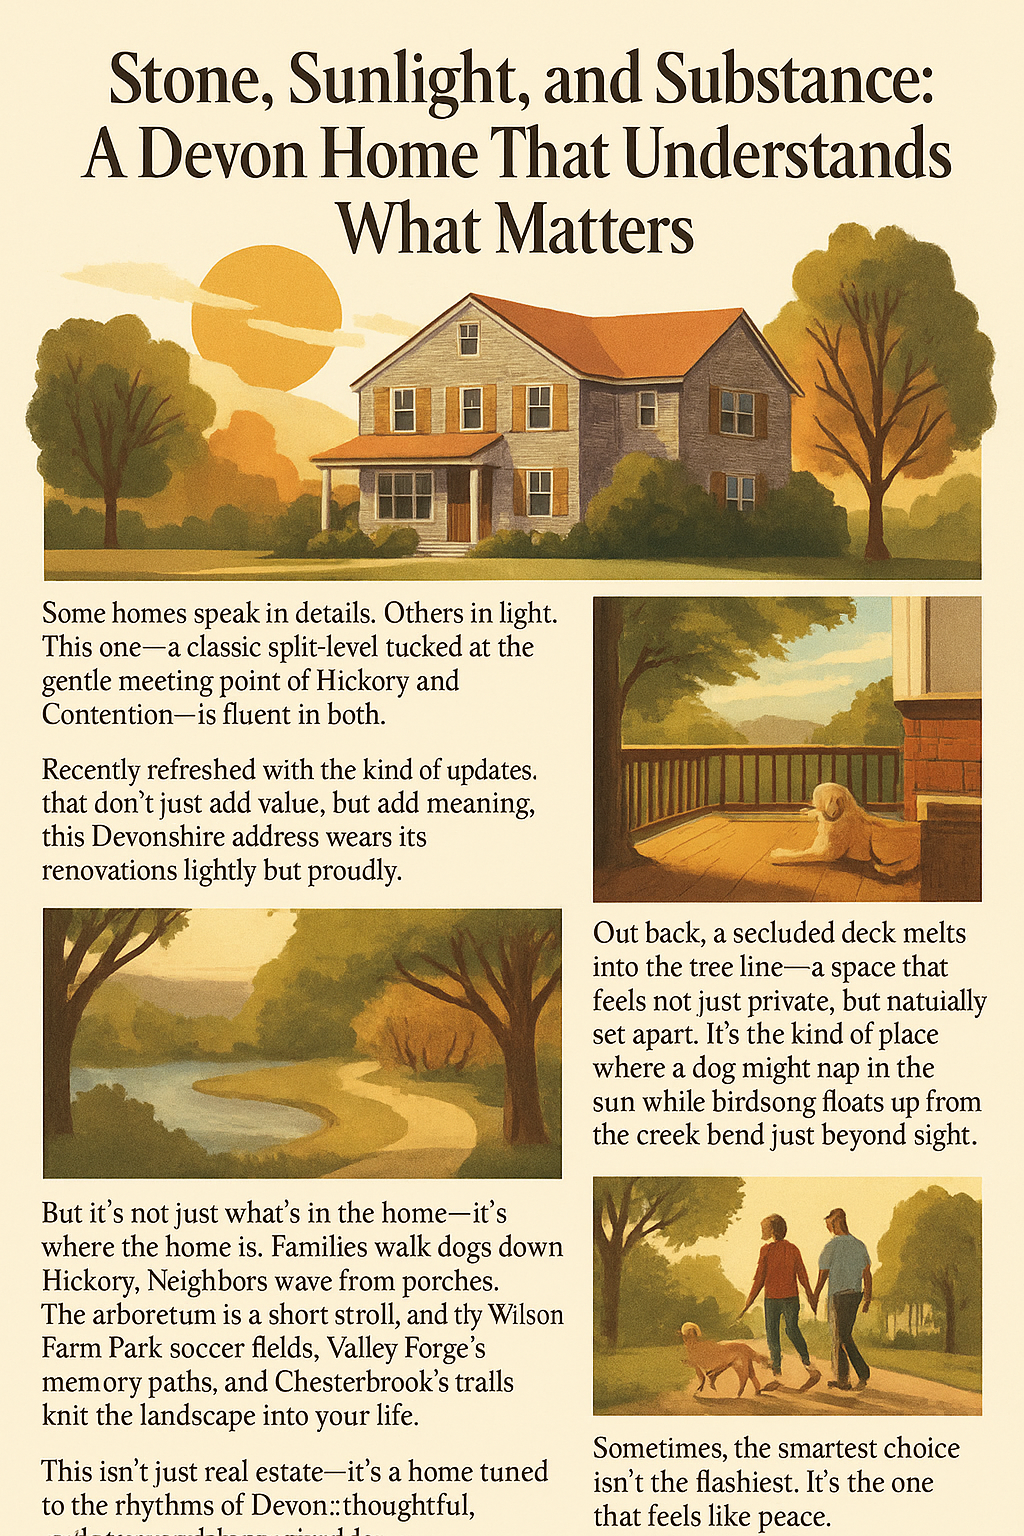 Stone, Sunlight, and Substance:
A Devon Home That Understands
What Matters
Some homes speak in details. Others in light.
This one—a classic split-level tucked at the
gentle meeting point of Hickory and
Contention—is fluent in both.
Recently refreshed with the kind of updates.
that don't just add value, but add meaning,
this Devonshire address wears its
renovations lightly but proudly.
But it's not just what's in the home—it's
where the home is. Families walk dogs down
Hickory, Neighbors wave from porches.
The arboretum is a short stroll, and tly Wilson
Farm Park soccer fields, Valley Forge's
memory paths, and Chesterbrook's tralls
knit the landscape into your life.
This isn't just real estate—it's a home tuned
to the rhythms of Devon::thoughtful,
Out back, a secluded deck melts
into the tree line—a space that
feels not just private, but natuially
set apart. It's the kind of place
where a dog might nap in the
sun while birdsong floats up from
the creek bend just beyond sight.
Sometimes, the smartest choice
isn't the flashiest. It's the one
that feels like peace.